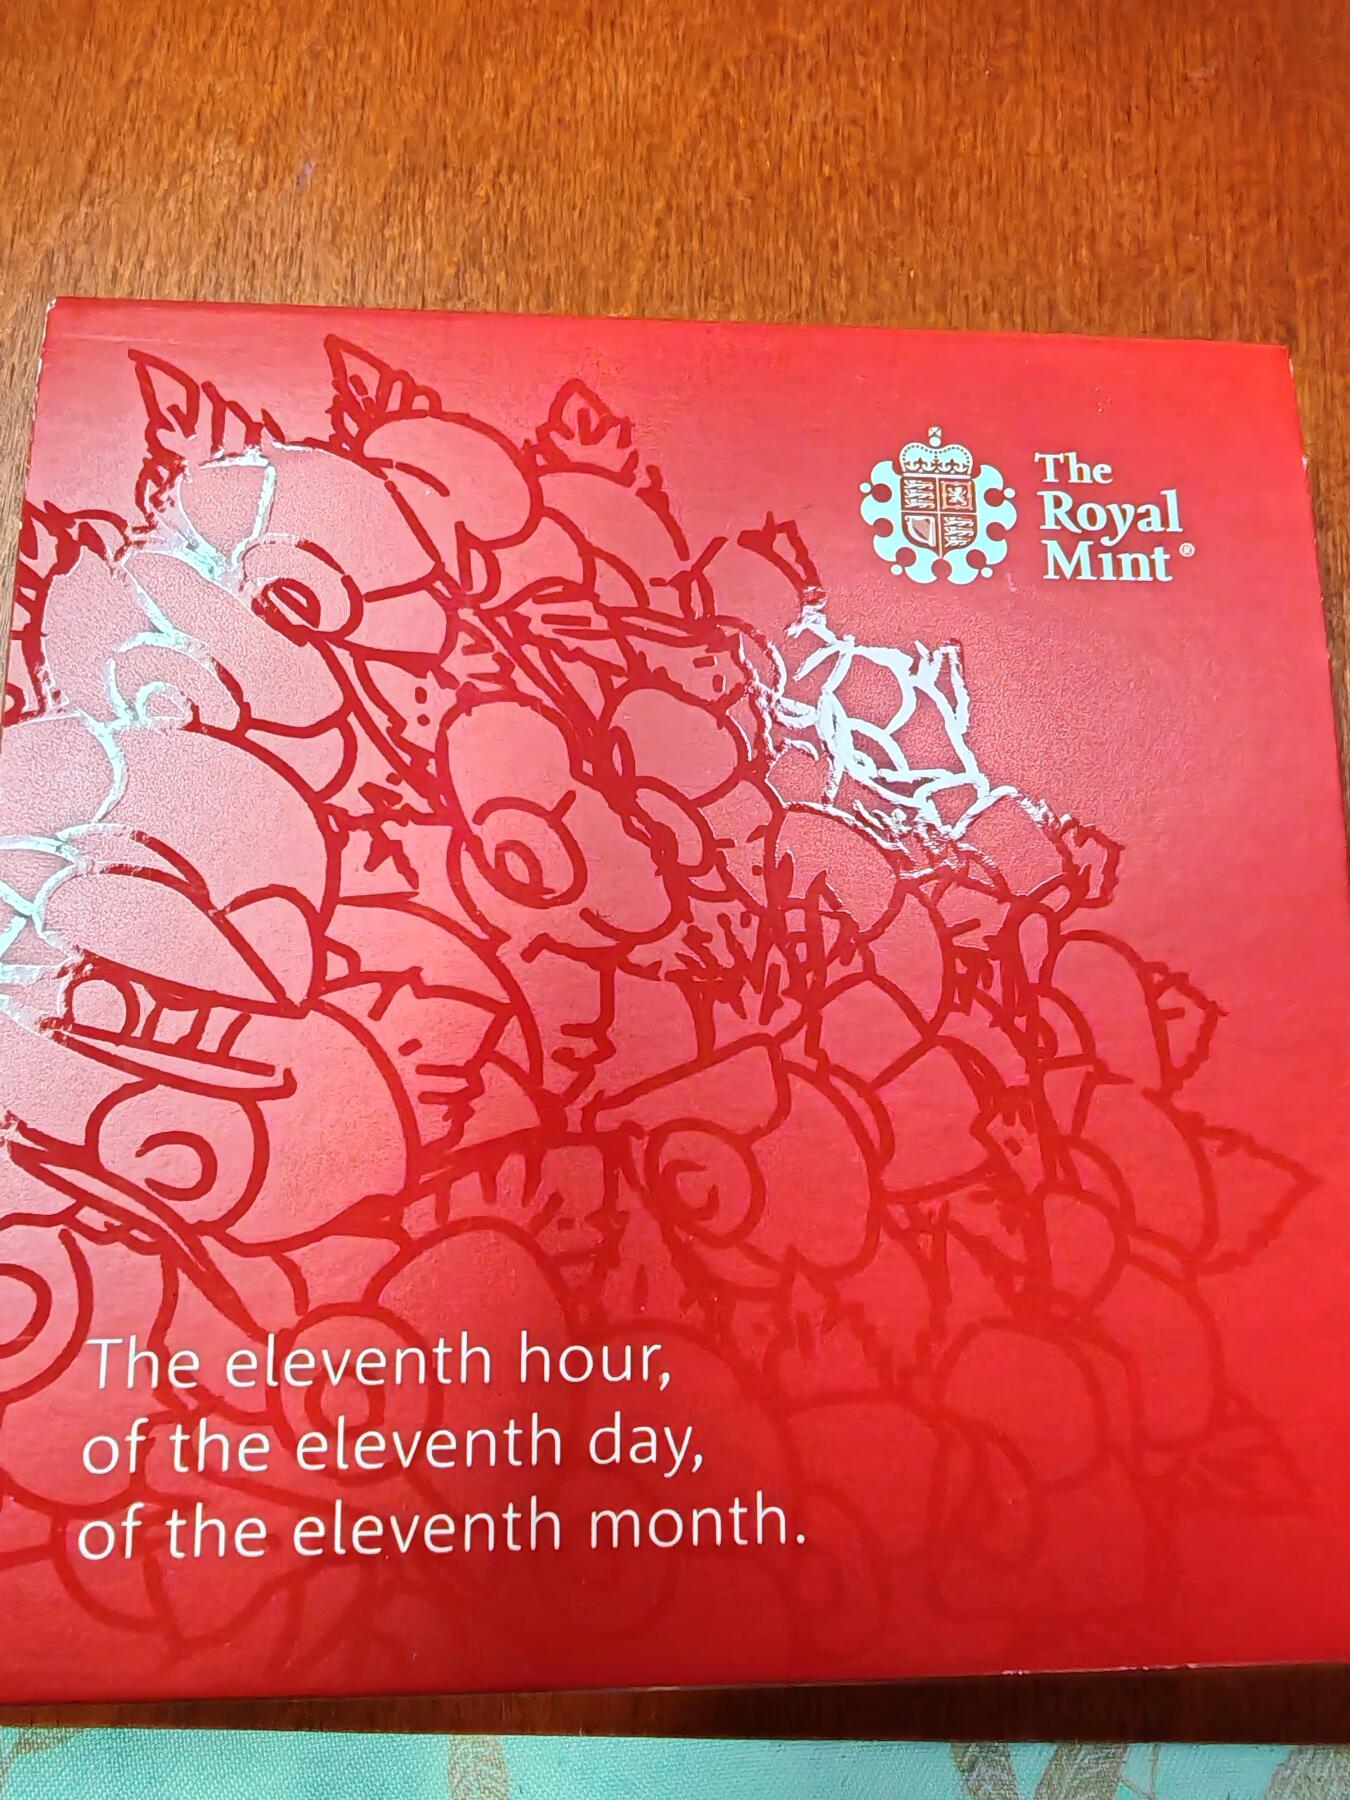 The
Royal
Mint®
The eleventh hour,
of the eleventh day,
of the eleventh month.